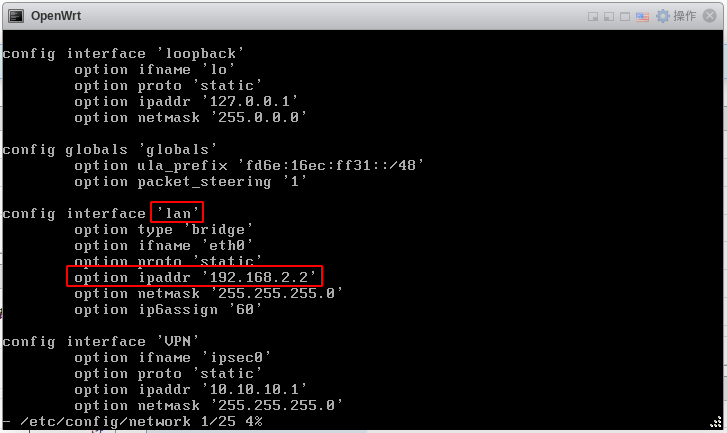 OpenWrt 操作
config interface 'loopback'
option ifname 'lo'
option proto 'static'
option ipaddr '127.0.0.1'
option netmask '255.0.0.0'
config globals 'globals'
option ula_prefix 'fd6e:16ec:ff31::/48'
option packet_steering '1'
config interface 'lan'
option type 'bridge'
option ifname 'eth0'
option proto 'static'
option ipaddr '192.168.2.2'
option netmask '255.255.255.0'
option ip6assign '60'
config interface 'VPN'
option ifname 'ipsec0'
option proto 'static'
option ipaddr '10.10.10.1'
option netmask '255.255.255.0'
- /etc/config/network 1/25 4%